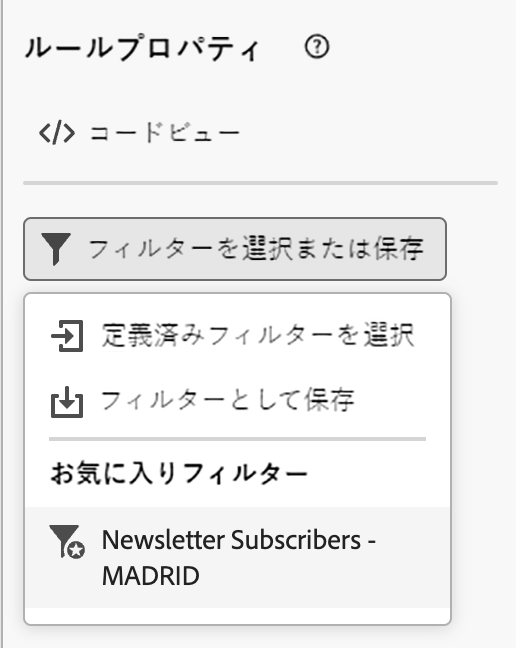 ルールプロパティ
コードビュー
フィルターを選択または保存
定義済みフィルターを選択
フィルターとして保存
お気に入りフィルター
Newsletter Subscribers -
MADRID